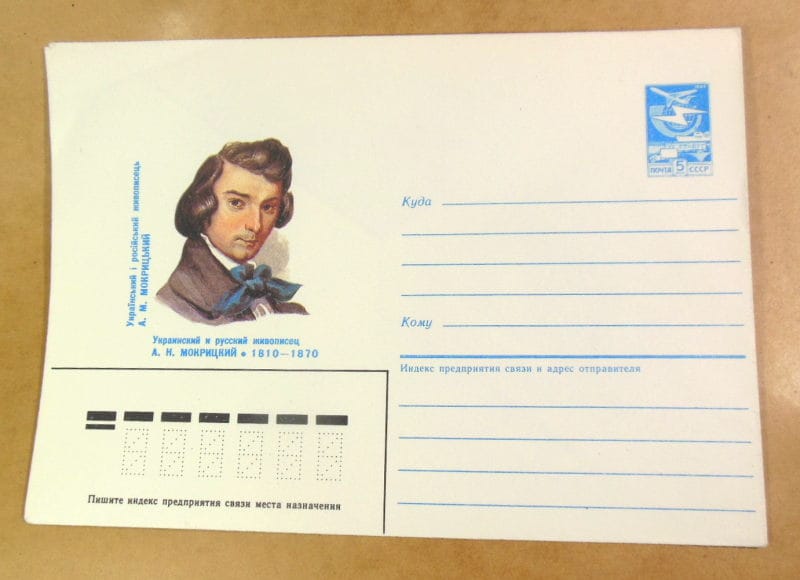 Український і російський живописець
А. М. МОКРИЦЬКИЙ
Украинский и русский живописец
А. Н. МОКРИЦКИЙ • 1810—1870
ПОЧТА 5 СССР
Куда
Кому
Индекс предприятия связи и адрес отправителя
Пишите индекс предприятия связи места назначения